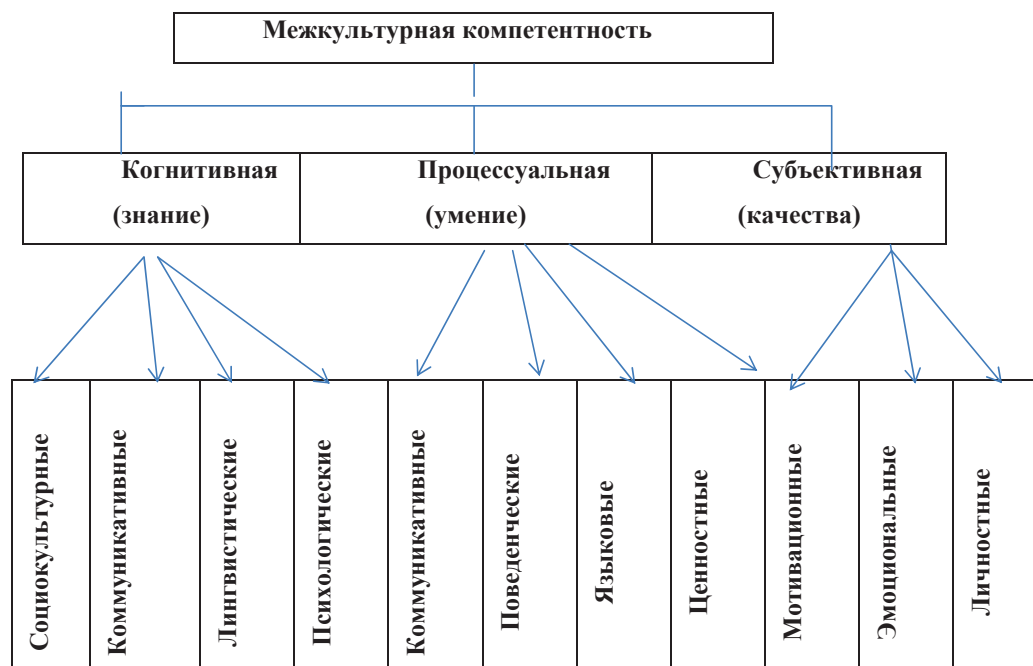 Межкультурная компетентность
Когнитивная
(знание)
Процессуальная
(умение)
Субъективная
(качества)
Социокультурные
Коммуникативные
Лингвистические
Психологические
Коммуникативные
Поведенческие
Языковые
Ценностные
Мотивационные
Эмоциональные
Личностные